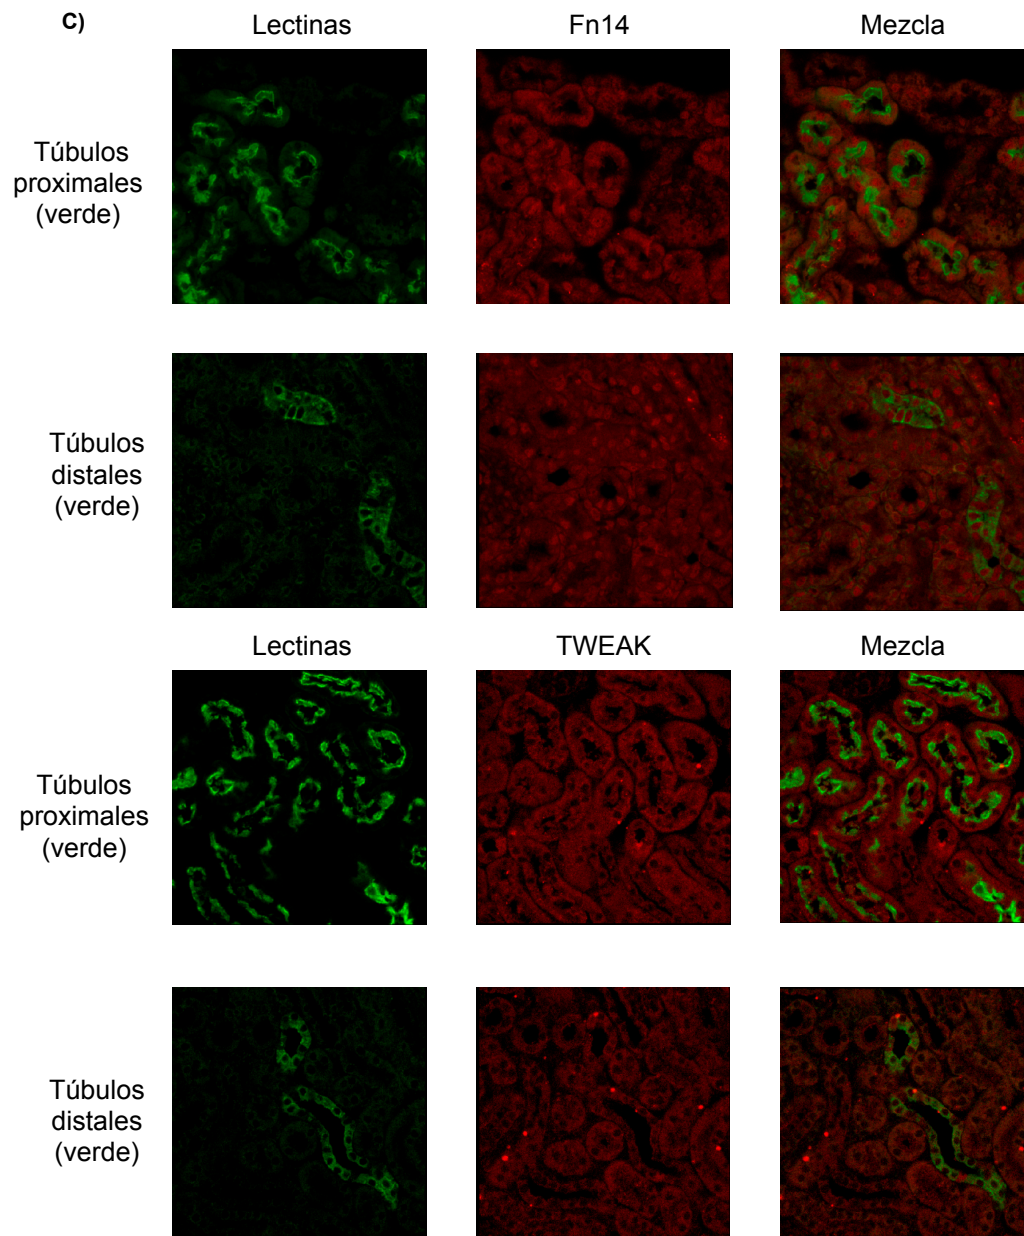 C)
Lectinas
Fn14
Mezcla
Túbulos
proximales
(verde)
Túbulos
distales
(verde)
Lectinas
TWEAK
Mezcla
Túbulos
proximales
(verde)
Túbulos
distales
(verde)